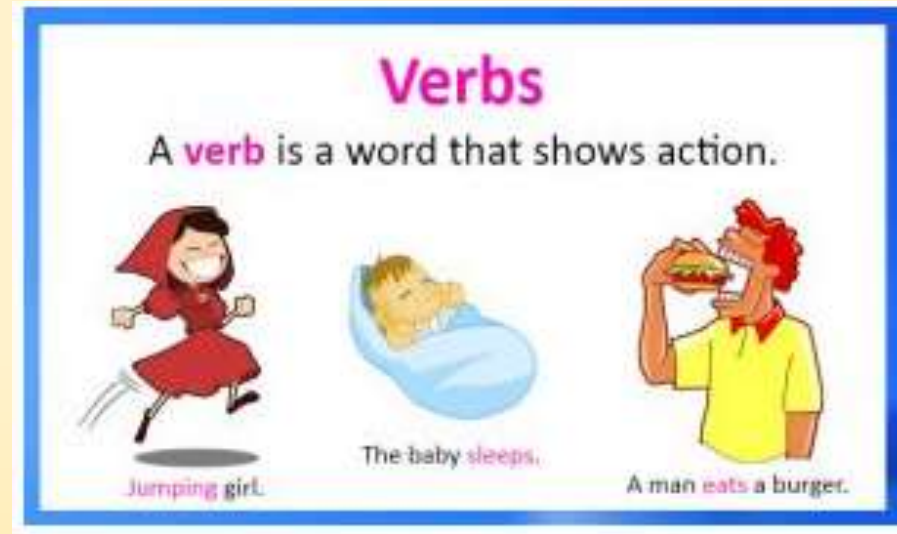 Verbs
A verb is a word that shows action.
Jumping girl.
The baby sleeps.
A man eats a burger.